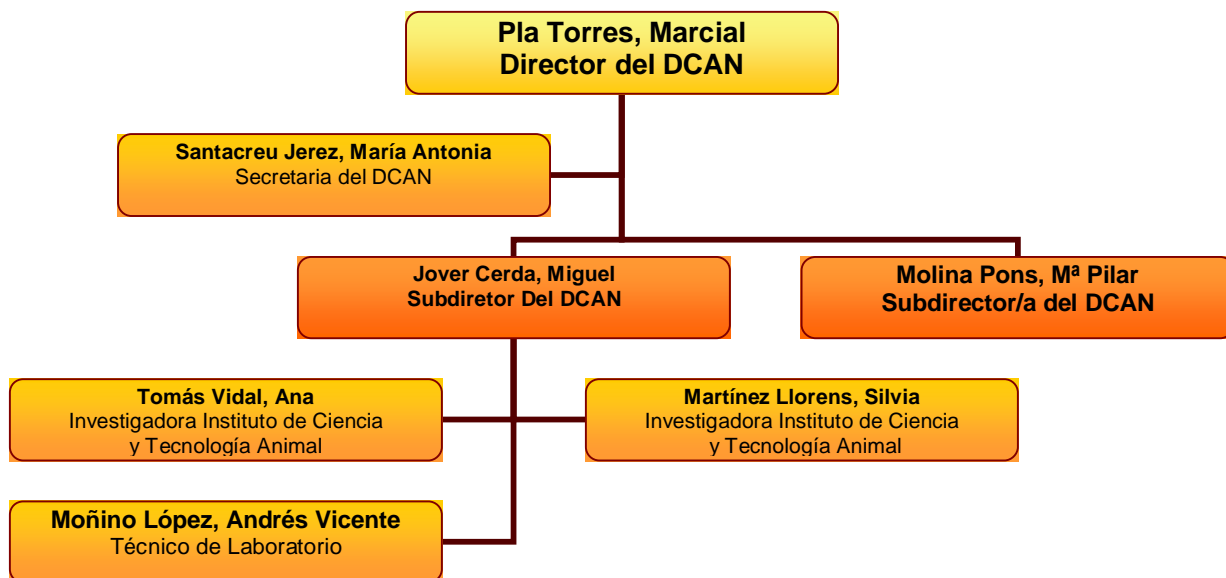 Pla Torres, Marcial
Director del DCAN
Santacreu Jerez, María Antonia
Secretaria del DCAN
Jover Cerda, Miguel
Subdiretor Del DCAN
Molina Pons, Mª Pilar
Subdirector/a del DCAN
Tomás Vidal, Ana
Investigadora Instituto de Ciencia
y Tecnología Animal
Martínez Llorens, Silvia
Investigadora Instituto de Ciencia
y Tecnología Animal
Moñino López, Andrés Vicente
Técnico de Laboratorio